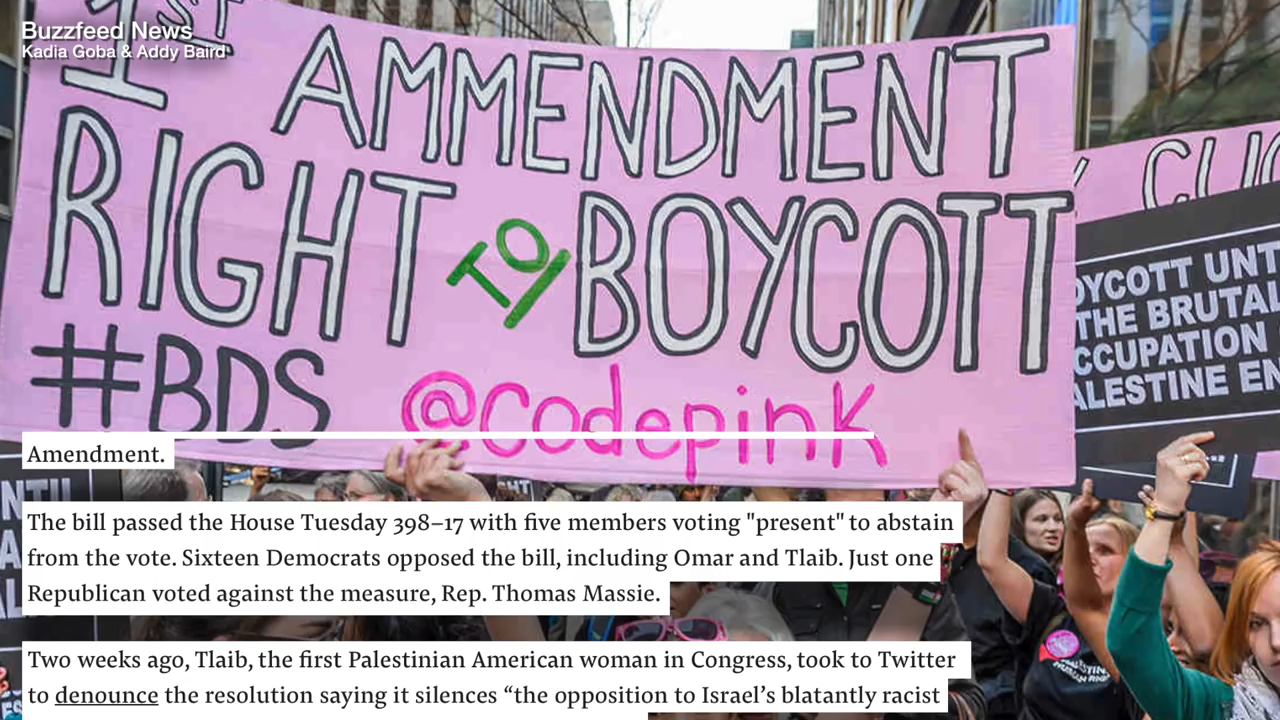 Buzzfeed News
Kadia Goba & Addy Baird
1ST
AMMENDMENT
RIGHT TO BOYCOTT
#BDS @codepink
BOYCOTT UNT
THE BRUTAL
OCCUPATION
PALESTINE EN
Amendment.
The bill passed the House Tuesday 398–17 with five members voting "present" to abstain
from the vote. Sixteen Democrats opposed the bill, including Omar and Tlaib. Just one
Republican voted against the measure, Rep. Thomas Massie.
Two weeks ago, Tlaib, the first Palestinian American woman in Congress, took to Twitter
to denounce the resolution saying it silences “the opposition to Israel’s blatantly racist